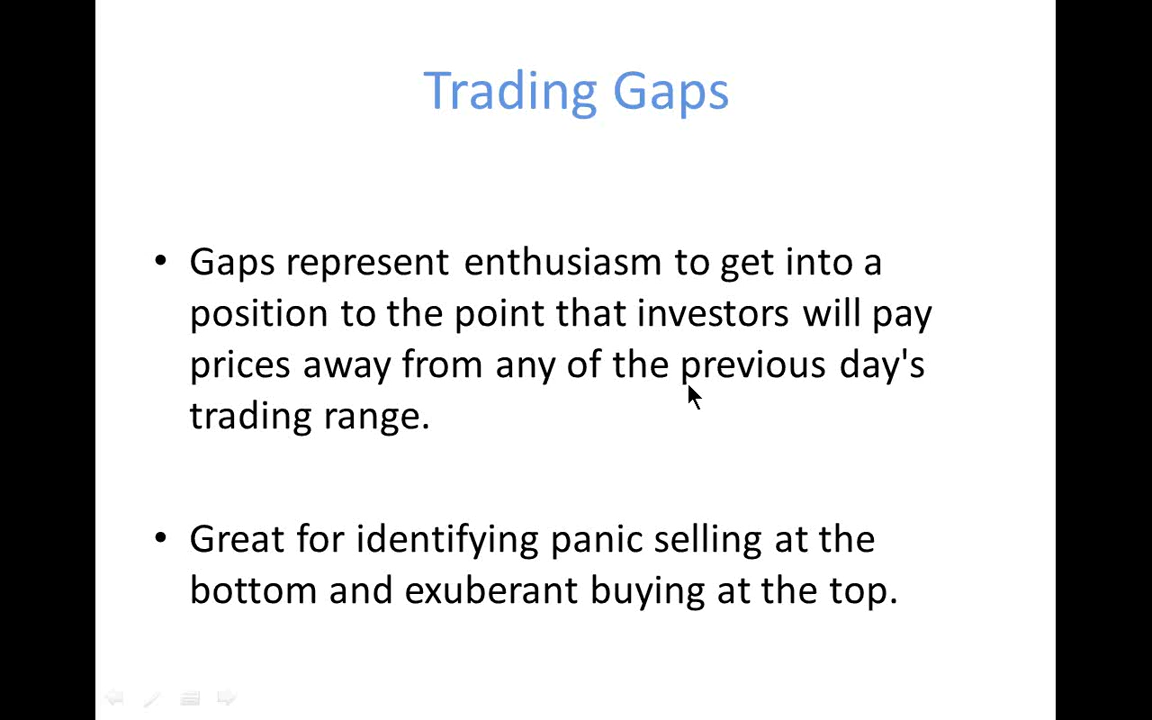 Trading Gaps
• Gaps represent enthusiasm to get into a
position to the point that investors will pay
prices away from any of the previous day's
trading range.
• Great for identifying panic selling at the
bottom and exuberant buying at the top.